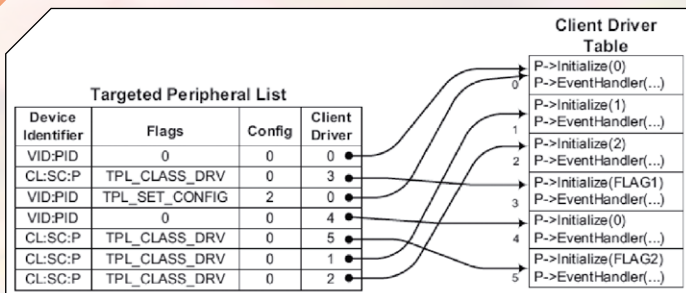 Client Driver
Table
Targeted Peripheral List
Device
Identifier
Flags
Config
Client
Driver
VID:PID 0 0 0
CL:SC:P TPL_CLASS_DRV 0 3
VID:PID TPL_SET_CONFIG 2 0
VID:PID 0 0 4
CL:SC:P TPL_CLASS_DRV 0 5
CL:SC:P TPL_CLASS_DRV 0 1
CL:SC:P TPL_CLASS_DRV 0 2
P->Initialize(0)
0 P->EventHandler(...)
P->Initialize(1)
1 P->EventHandler(...)
P->Initialize(2)
2 P->EventHandler(...)
P->Initialize(FLAG1)
3 P->EventHandler(...)
P->Initialize(0)
4 P->EventHandler(...)
P->Initialize(FLAG2)
5 P->EventHandler(...)